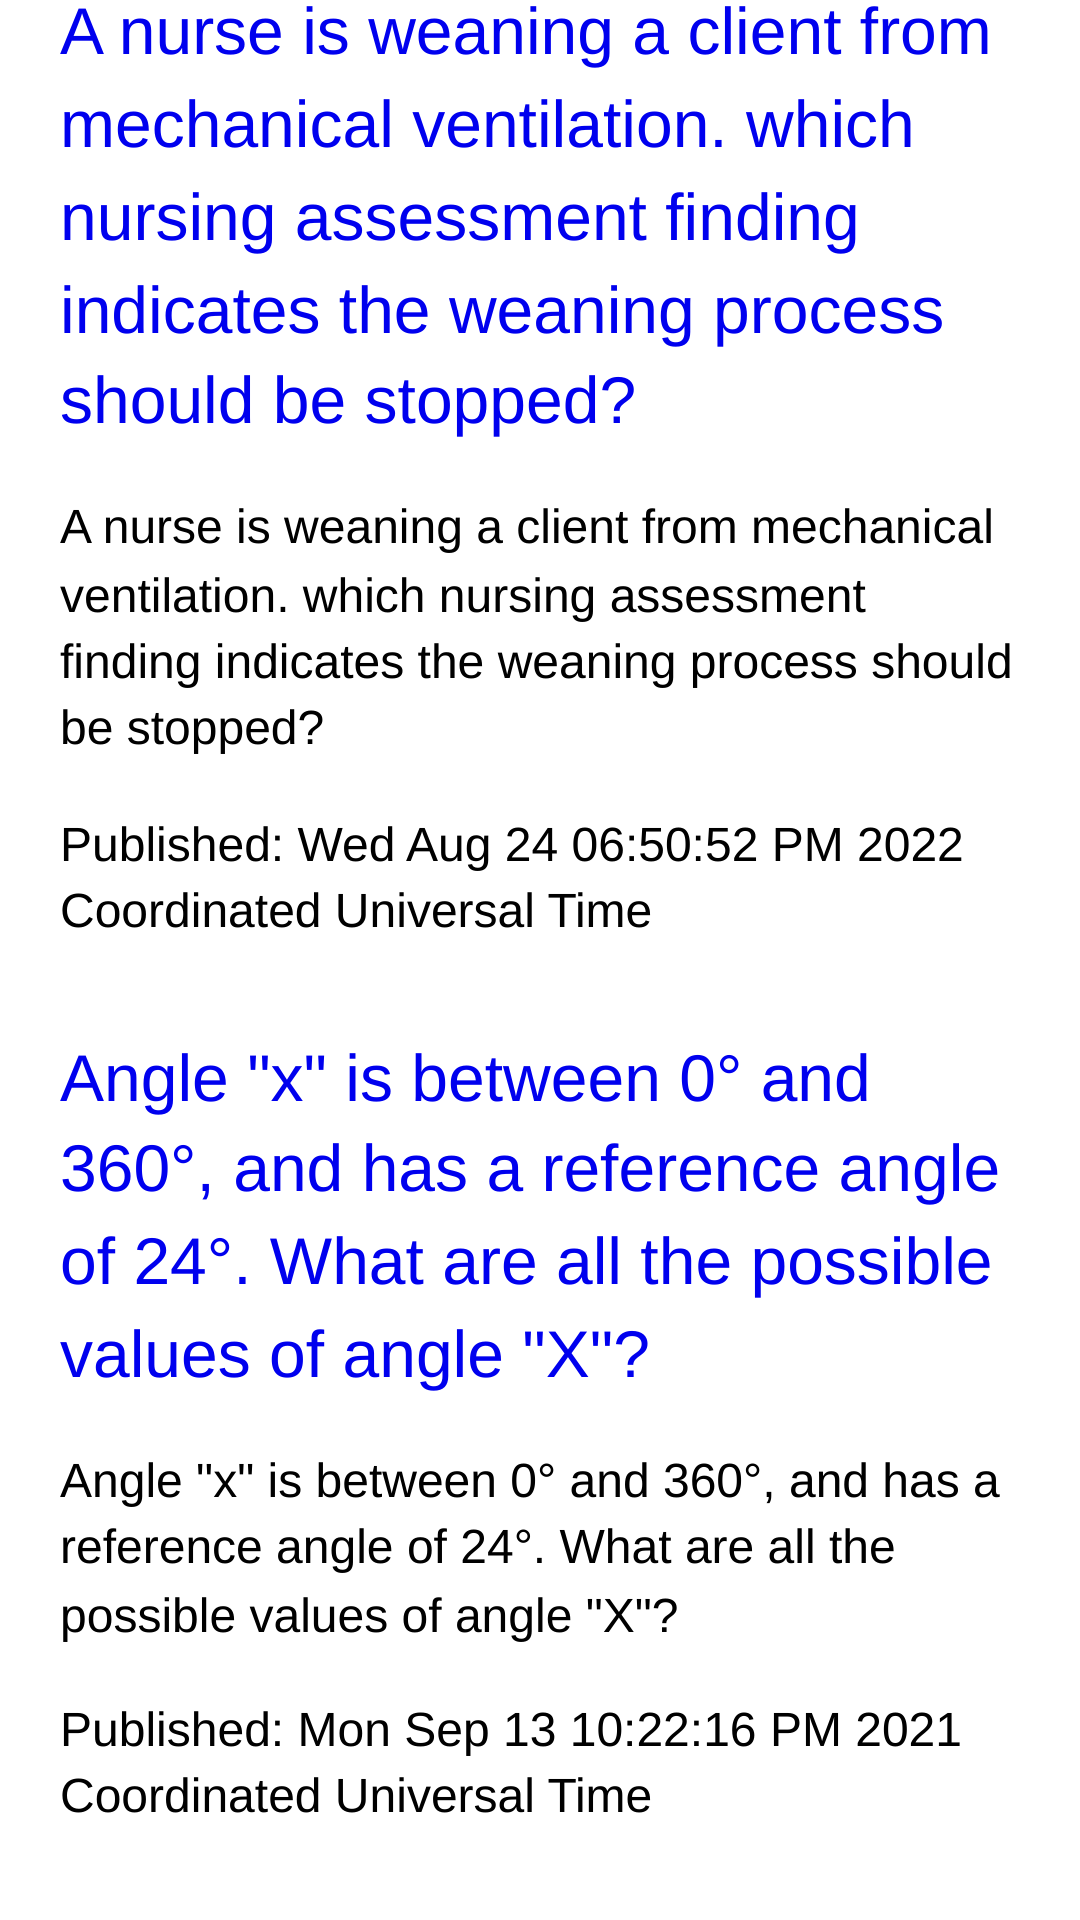 A nurse is weaning a client from
mechanical ventilation. which
nursing assessment finding
indicates the weaning process
should be stopped?
A nurse is weaning a client from mechanical
ventilation. which nursing assessment
finding indicates the weaning process should
be stopped?
Published: Wed Aug 24 06:50:52 PM 2022
Coordinated Universal Time
Angle "x" is between 0° and
360°, and has a reference angle
of 24°. What are all the possible
values of angle "X"?
Angle "x" is between 0° and 360°, and has a
reference angle of 24°. What are all the
possible values of angle "X"?
Published: Mon Sep 13 10:22:16 PM 2021
Coordinated Universal Time